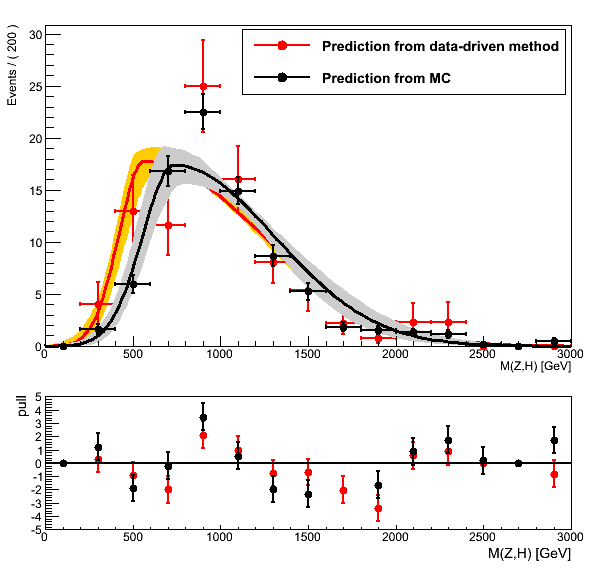 Events / ( 200 )
30
25
20
15
10
5
0
Prediction from data-driven method
Prediction from MC
0 500 1000 1500 2000 2500 3000
M(Z,H) [GeV]
pull
5
4
3
2
1
0
-1
-2
-3
-4
-5
0 500 1000 1500 2000 2500 3000
M(Z,H) [GeV]